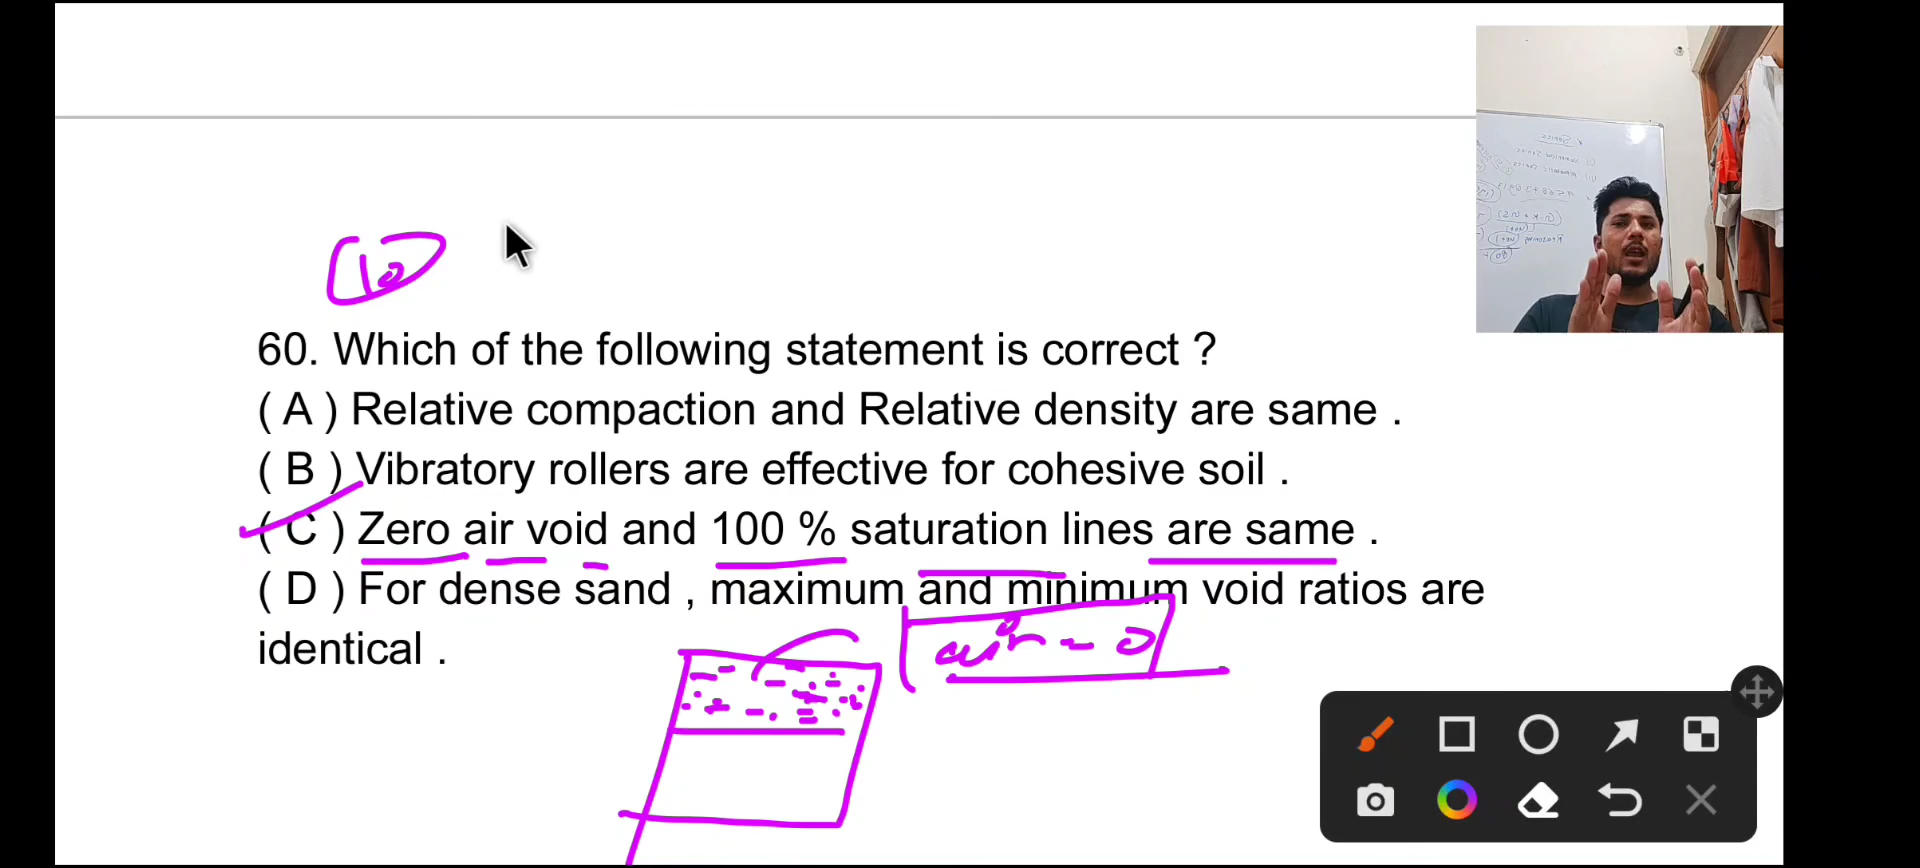 10
60. Which of the following statement is correct ?
( A ) Relative compaction and Relative density are same .
( B ) Vibratory rollers are effective for cohesive soil .
( C ) Zero air void and 100 % saturation lines are same .
( D ) For dense sand , maximum and minimum void ratios are
identical .
air = 0